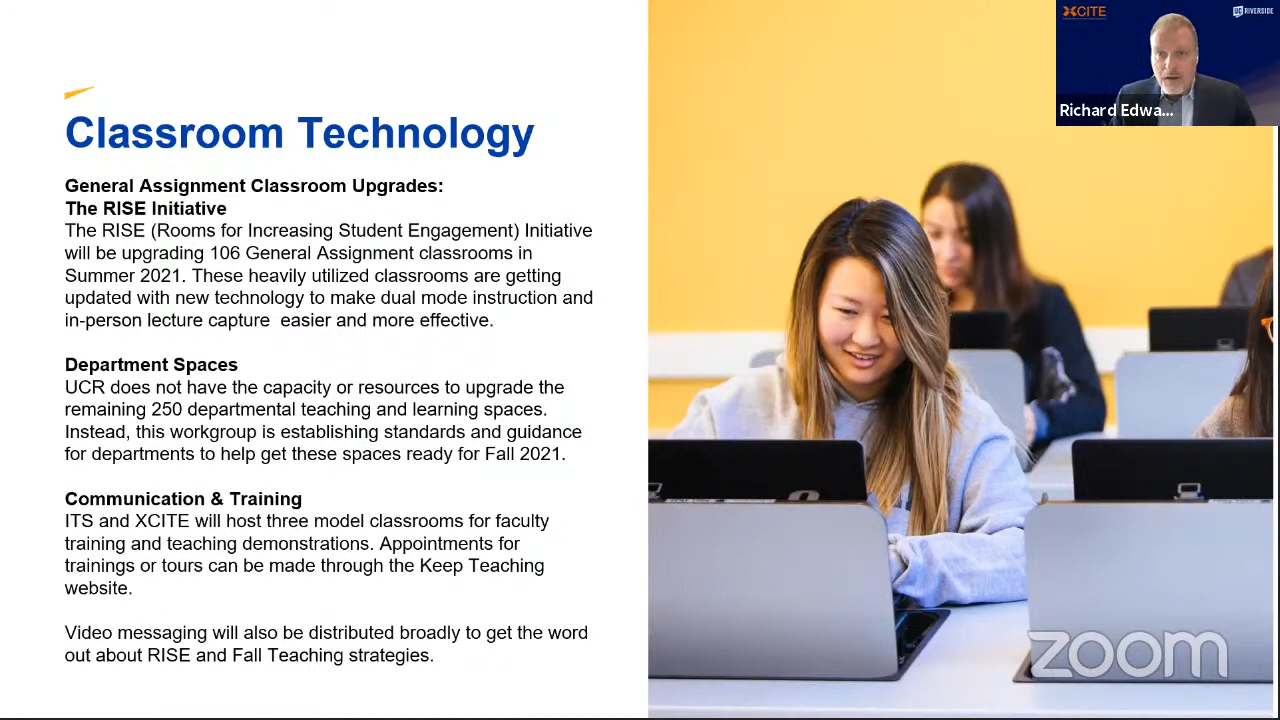 XCITE
UC RIVERSIDE
Richard Edwa...
Classroom Technology
General Assignment Classroom Upgrades:
The RISE Initiative
The RISE (Rooms for Increasing Student Engagement) Initiative
will be upgrading 106 General Assignment classrooms in
Summer 2021. These heavily utilized classrooms are getting
updated with new technology to make dual mode instruction and
in-person lecture capture  easier and more effective.
Department Spaces
UCR does not have the capacity or resources to upgrade the
remaining 250 departmental teaching and learning spaces.
Instead, this workgroup is establishing standards and guidance
for departments to help get these spaces ready for Fall 2021.
Communication & Training
ITS and XCITE will host three model classrooms for faculty
training and teaching demonstrations. Appointments for
trainings or tours can be made through the Keep Teaching
website.
Video messaging will also be distributed broadly to get the word
out about RISE and Fall Teaching strategies.
zoom